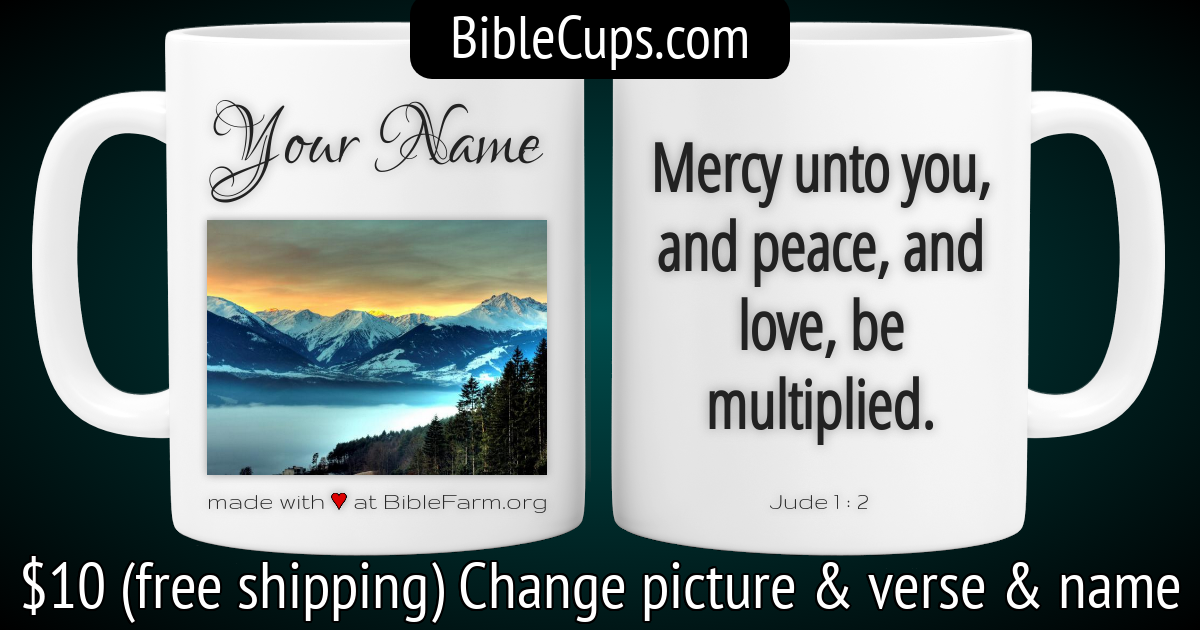 BibleCups.com
Your Name
made with ♥ at BibleFarm.org
Mercy unto you,
and peace, and
love, be
multiplied.
Jude 1 : 2
$10 (free shipping) Change picture & verse & name